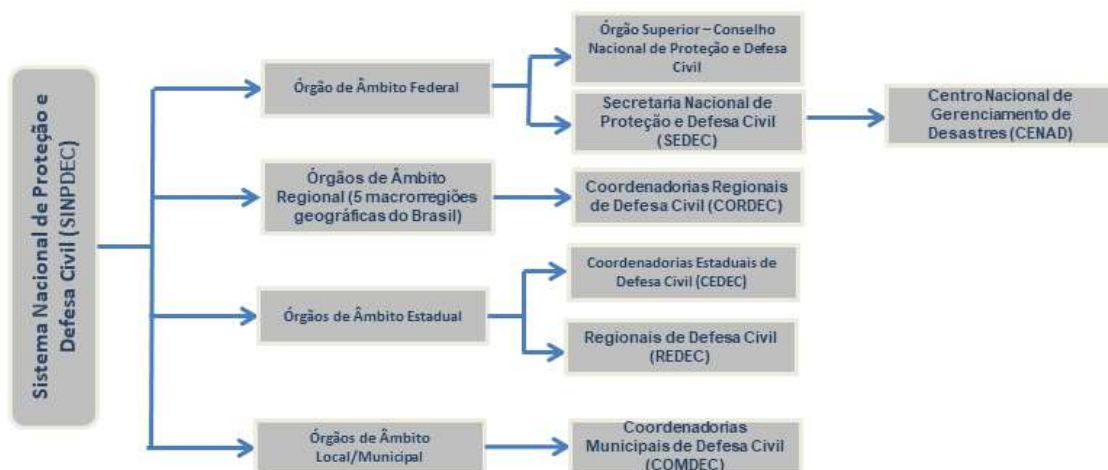 Sistema Nacional de Proteção e
Defesa Civil (SINPDEC)
Órgão de Âmbito Federal
Órgão Superior – Conselho
Nacional de Proteção e Defesa
Civil
Secretaria Nacional de
Proteção e Defesa Civil
(SEDEC)
Centro Nacional de
Gerenciamento de
Desastres (CENAD)
Órgãos de Âmbito
Regional (5 macrorregiões
geográficas do Brasil)
Coordenadorias Regionais
de Defesa Civil (CORDEC)
Órgãos de Âmbito Estadual
Coordenadorias Estaduais de
Defesa Civil (CEDEC)
Regionais de Defesa Civil
(REDEC)
Órgãos de Âmbito
Local/Municipal
Coordenadorias
Municipais de Defesa Civil
(COMDEC)